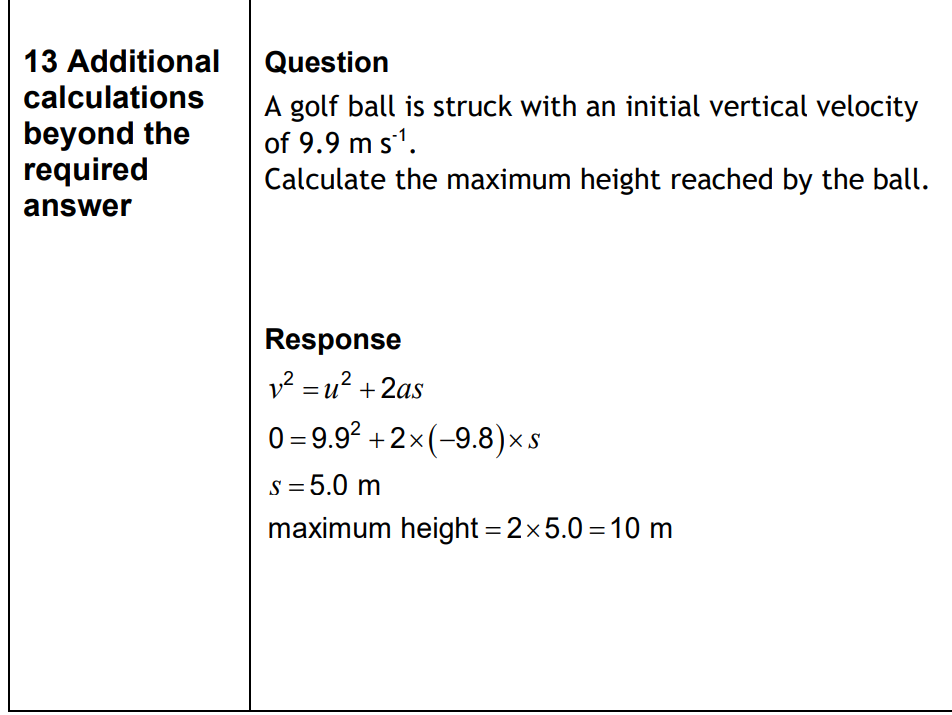 13 Additional
calculations
beyond the
required
answer
Question
A golf ball is struck with an initial vertical velocity
of 9.9 m s⁻¹.
Calculate the maximum height reached by the ball.
Response
v² = u² + 2as
0 = 9.9² + 2×(−9.8)× s
s = 5.0 m
maximum height = 2×5.0 = 10 m